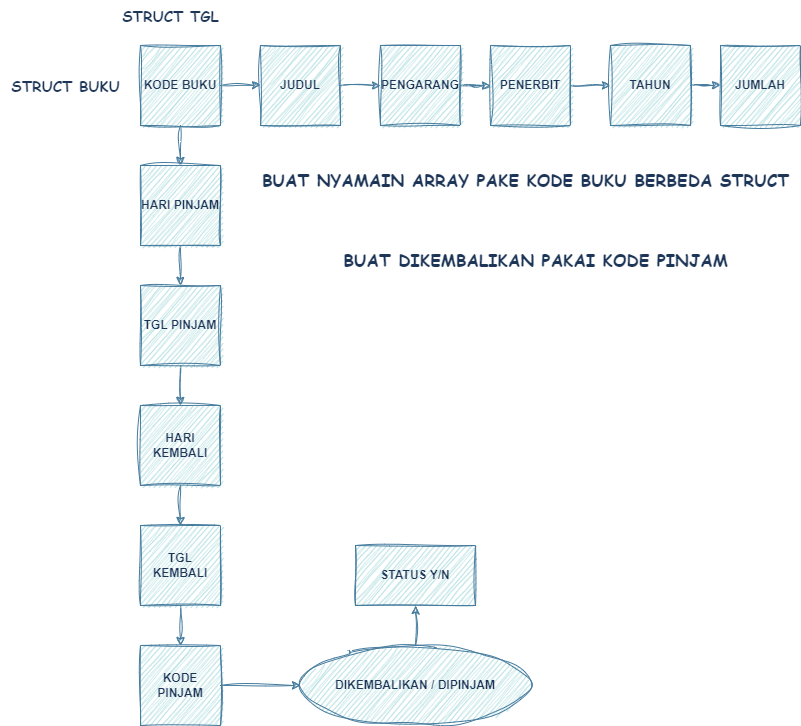 STRUCT TGL
STRUCT BUKU
KODE BUKU
JUDUL
PENGARANG
PENERBIT
TAHUN
JUMLAH
HARI PINJAM
BUAT NYAMAIN ARRAY PAKE KODE BUKU BERBEDA STRUCT
BUAT DIKEMBALIKAN PAKAI KODE PINJAM
TGL PINJAM
HARI
KEMBALI
TGL
KEMBALI
STATUS Y/N
KODE
PINJAM
DIKEMBALIKAN / DIPINJAM